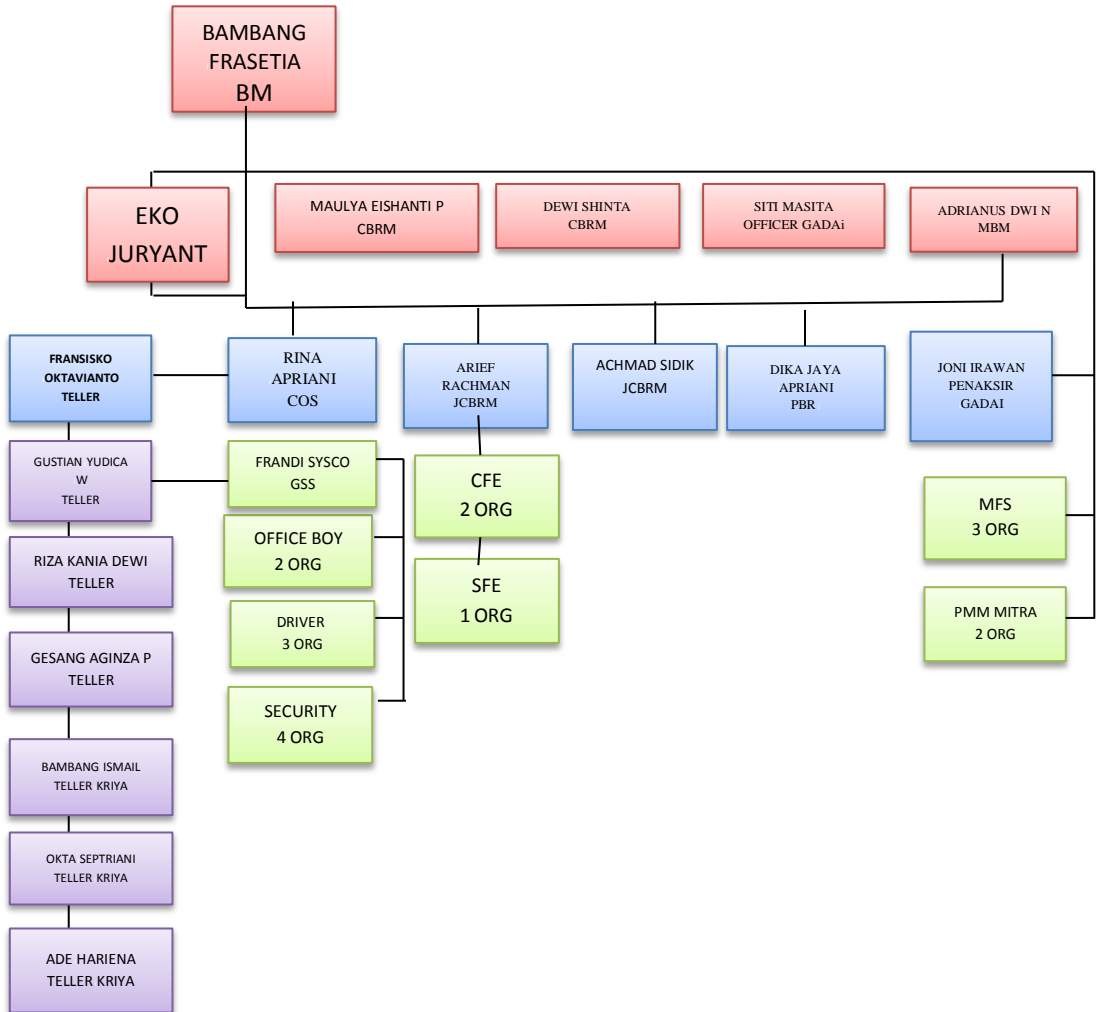 BAMBANG
FRASETIA
BM
EKO
JURYANT
MAULYA EISHANTI P
CBRM
DEWI SHINTA
CBRM
SITI MASITA
OFFICER GADAi
ADRIANUS DWI N
MBM
FRANSISKO
OKTAVIANTO
TELLER
RINA
APRIANI
COS
ARIEF
RACHMAN
JCBRM
ACHMAD SIDIK
JCBRM
DIKA JAYA
APRIANI
PBR
JONI IRAWAN
PENAKSIR
GADAI
GUSTIAN YUDICA
W
TELLER
FRANDI SYSCO
GSS
CFE
2 ORG
MFS
3 ORG
RIZA KANIA DEWI
TELLER
OFFICE BOY
2 ORG
SFE
1 ORG
PMM MITRA
2 ORG
GESANG AGINZA P
TELLER
DRIVER
3 ORG
SECURITY
4 ORG
BAMBANG ISMAIL
TELLER KRIYA
OKTA SEPTRIANI
TELLER KRIYA
ADE HARIENA
TELLER KRIYA